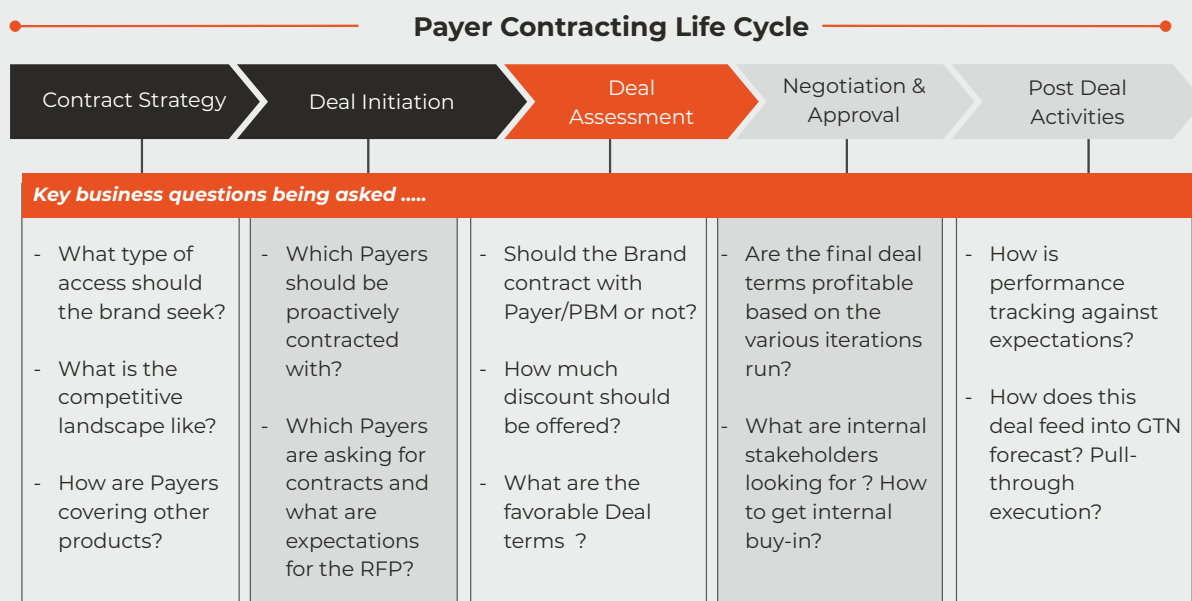 Payer Contracting Life Cycle
Contract Strategy
Deal Initiation
Deal
Assessment
Negotiation &
Approval
Post Deal
Activities
Key business questions being asked .....
- What type of
access should
the brand seek?
- What is the
competitive
landscape like?
- How are Payers
covering other
products?
- Which Payers
should be
proactively
contracted
with?
- Which Payers
are asking for
contracts and
what are
expectations
for the RFP?
- Should the Brand
contract with
Payer/PBM or not?
- How much
discount should
be offered?
- What are the
favorable Deal
terms ?
- Are the final deal
terms profitable
based on the
various iterations
run?
- What are internal
stakeholders
looking for ? How
to get internal
buy-in?
- How is
performance
tracking against
expectations?
- How does this
deal feed into GTN
forecast? Pull-
through
execution?